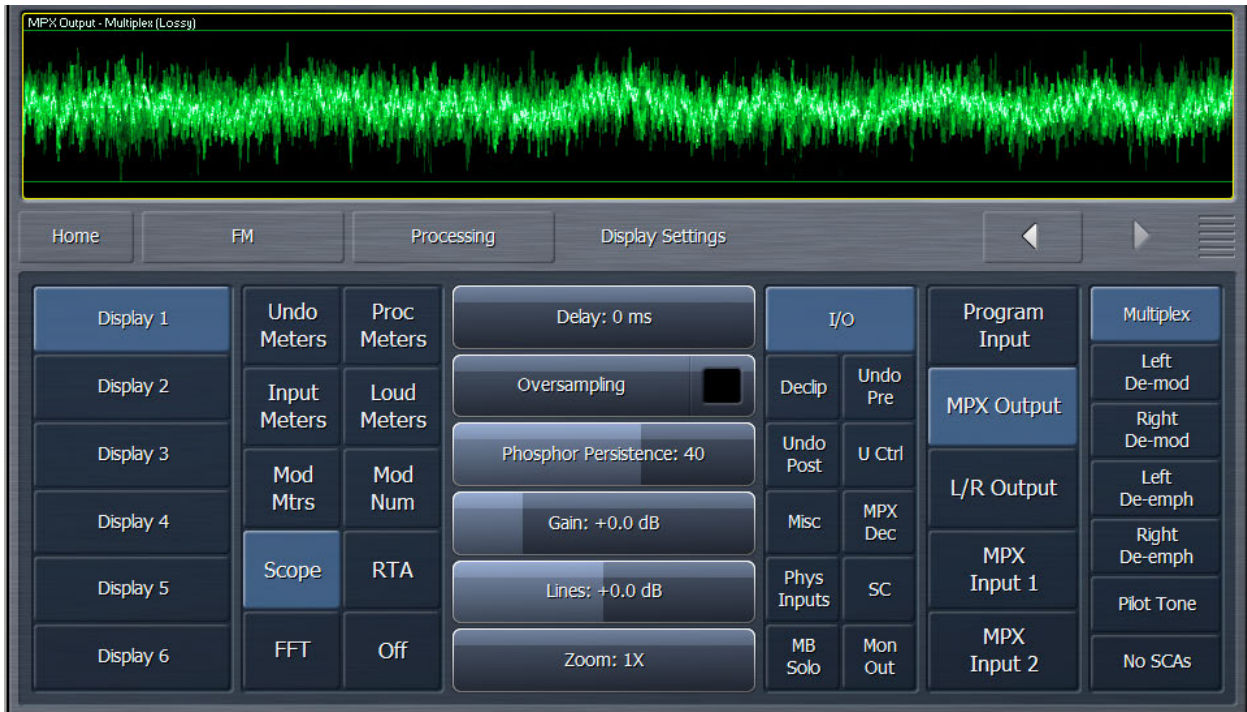 MPX Output - Multiplex (Lossy)
Home
FM
Processing
Display Settings
Display 1
Display 2
Display 3
Display 4
Display 5
Display 6
Undo
Meters
Proc
Meters
Input
Meters
Loud
Meters
Mod
Mtrs
Mod
Num
Scope
RTA
FFT
Off
Delay: 0 ms
Oversampling
Phosphor Persistence: 40
Gain: +0.0 dB
Lines: +0.0 dB
Zoom: 1X
I/O
Declip
Undo
Pre
Undo
Post
U Ctrl
Misc
MPX
Dec
Phys
Inputs
SC
MB
Solo
Mon
Out
Program
Input
MPX Output
L/R Output
MPX
Input 1
MPX
Input 2
Multiplex
Left
De-mod
Right
De-mod
Left
De-emph
Right
De-emph
Pilot Tone
No SCAs